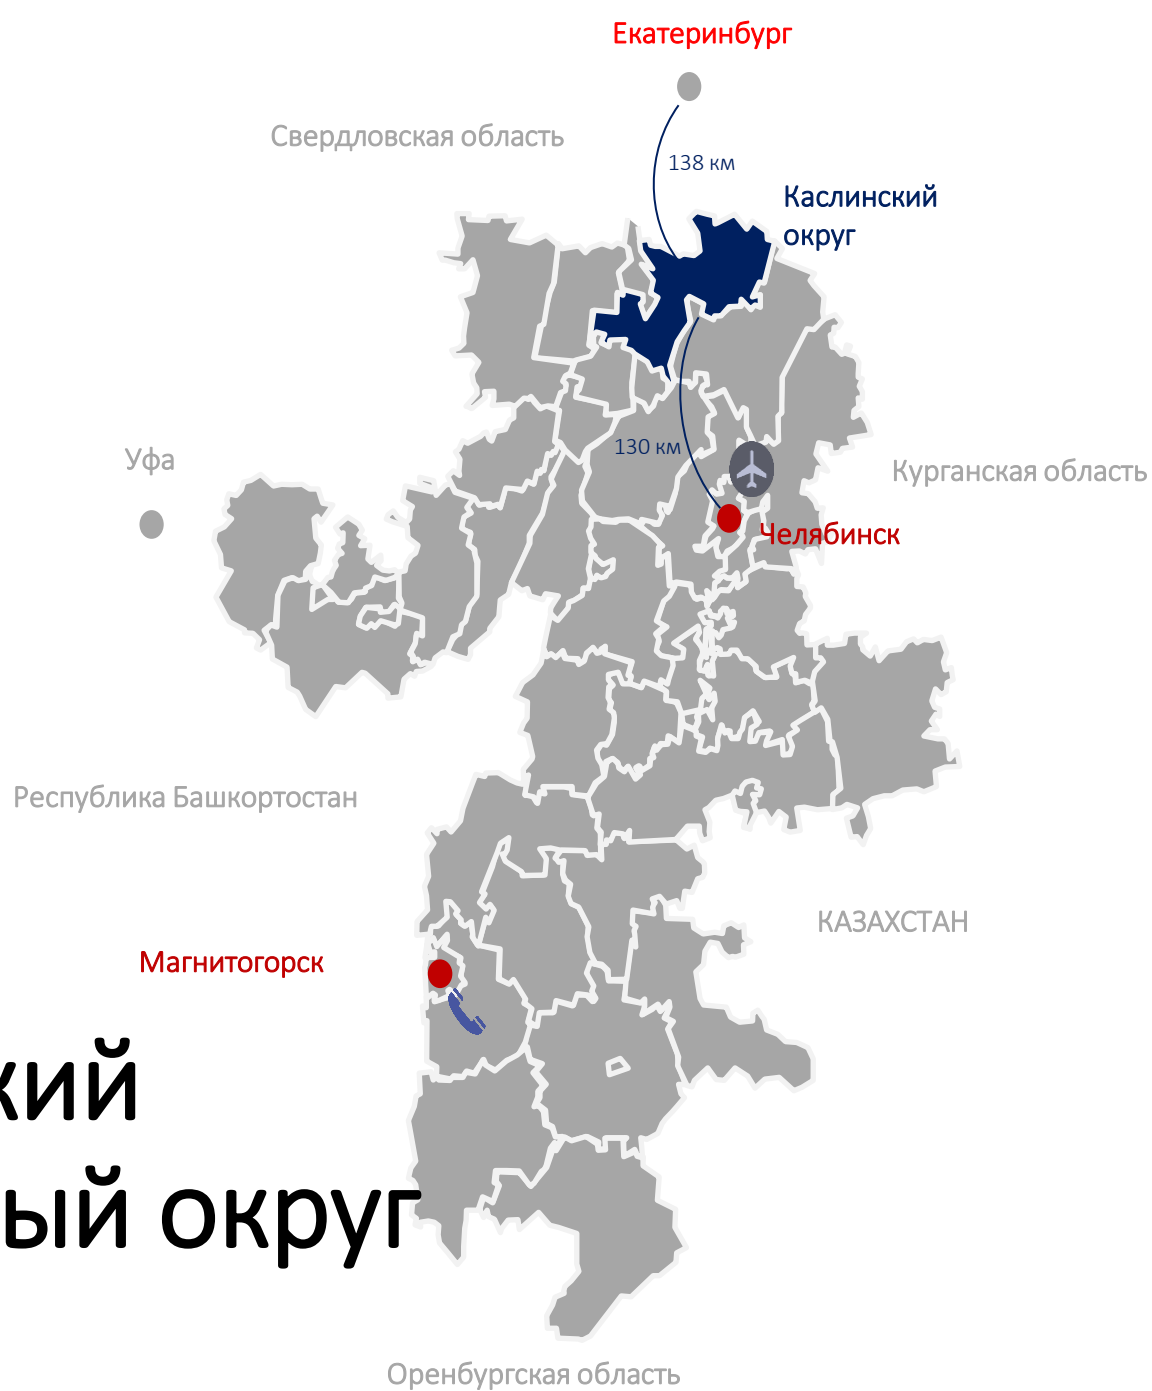 Екатеринбург
Свердловская область
138 км
Каслинский
округ
130 км
Уфа
Курганская область
Челябинск
Республика Башкортостан
КАЗАХСТАН
Магнитогорск
кий
ый округ
Оренбургская область